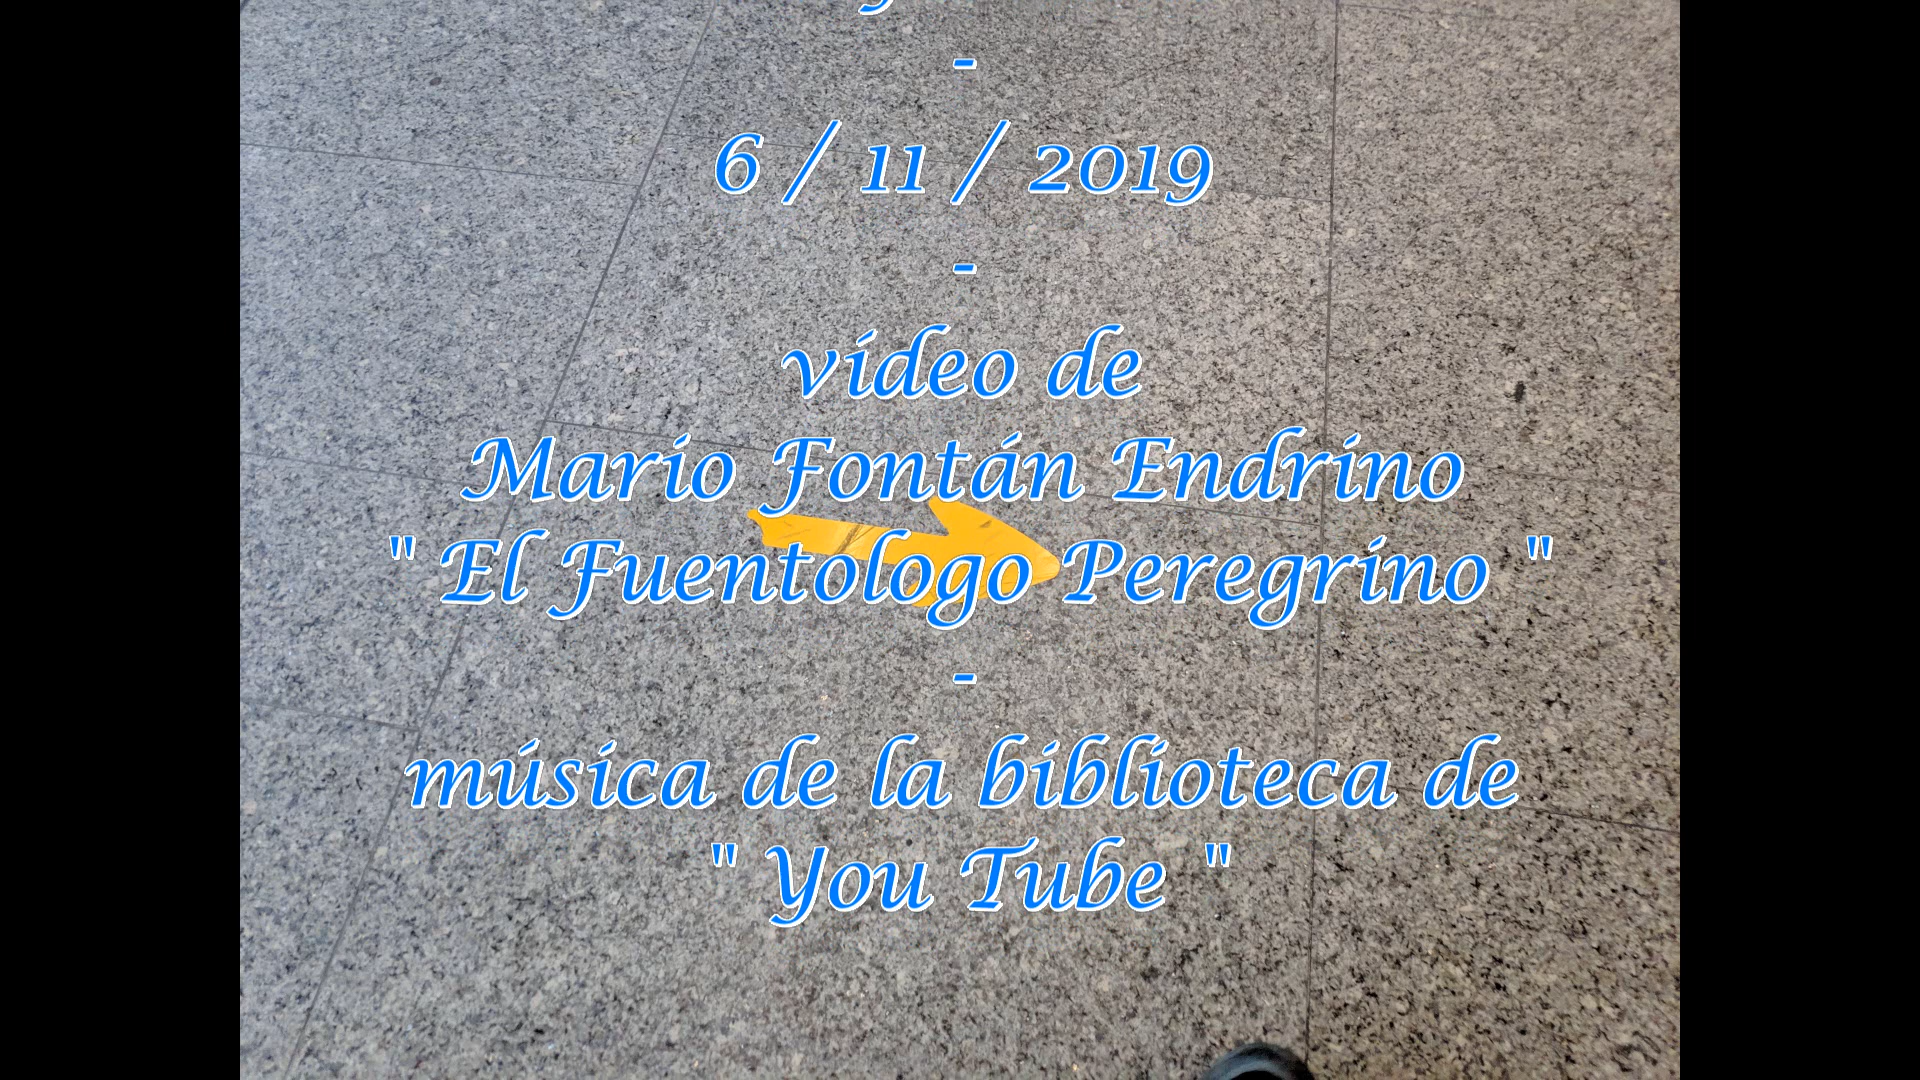 -
6 / 11 / 2019
-
vídeo de
Mario Fontán Endrino
" El Fuentologo Peregrino "
-
música de la biblioteca de
" You Tube "